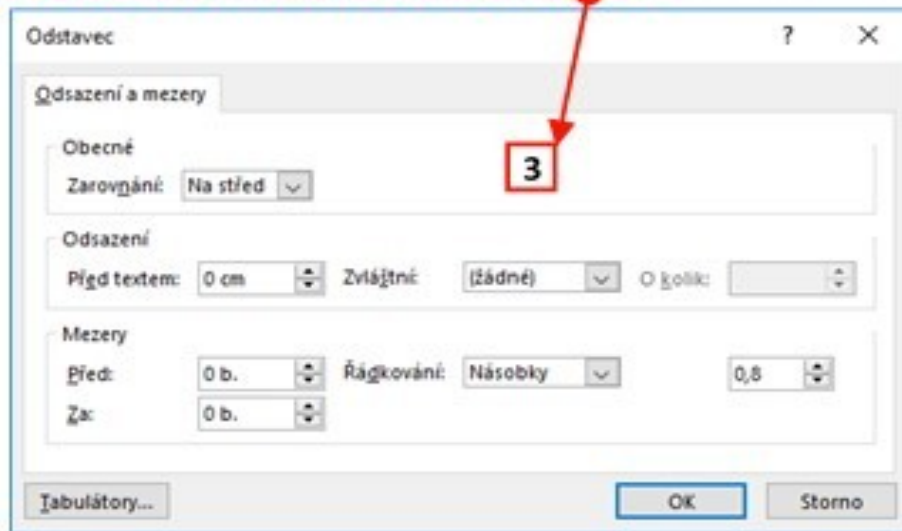 Odstavec ? ×
Odsazení a mezery
Obecné
3
Zarovnání: Na střed
Odsazení
Před textem: 0 cm Zvláštní: (žádné) O kolik:
Mezery
Před: 0 b. Řádkování: Násobky 0,8
Za: 0 b.
Tabulátory... OK Storno